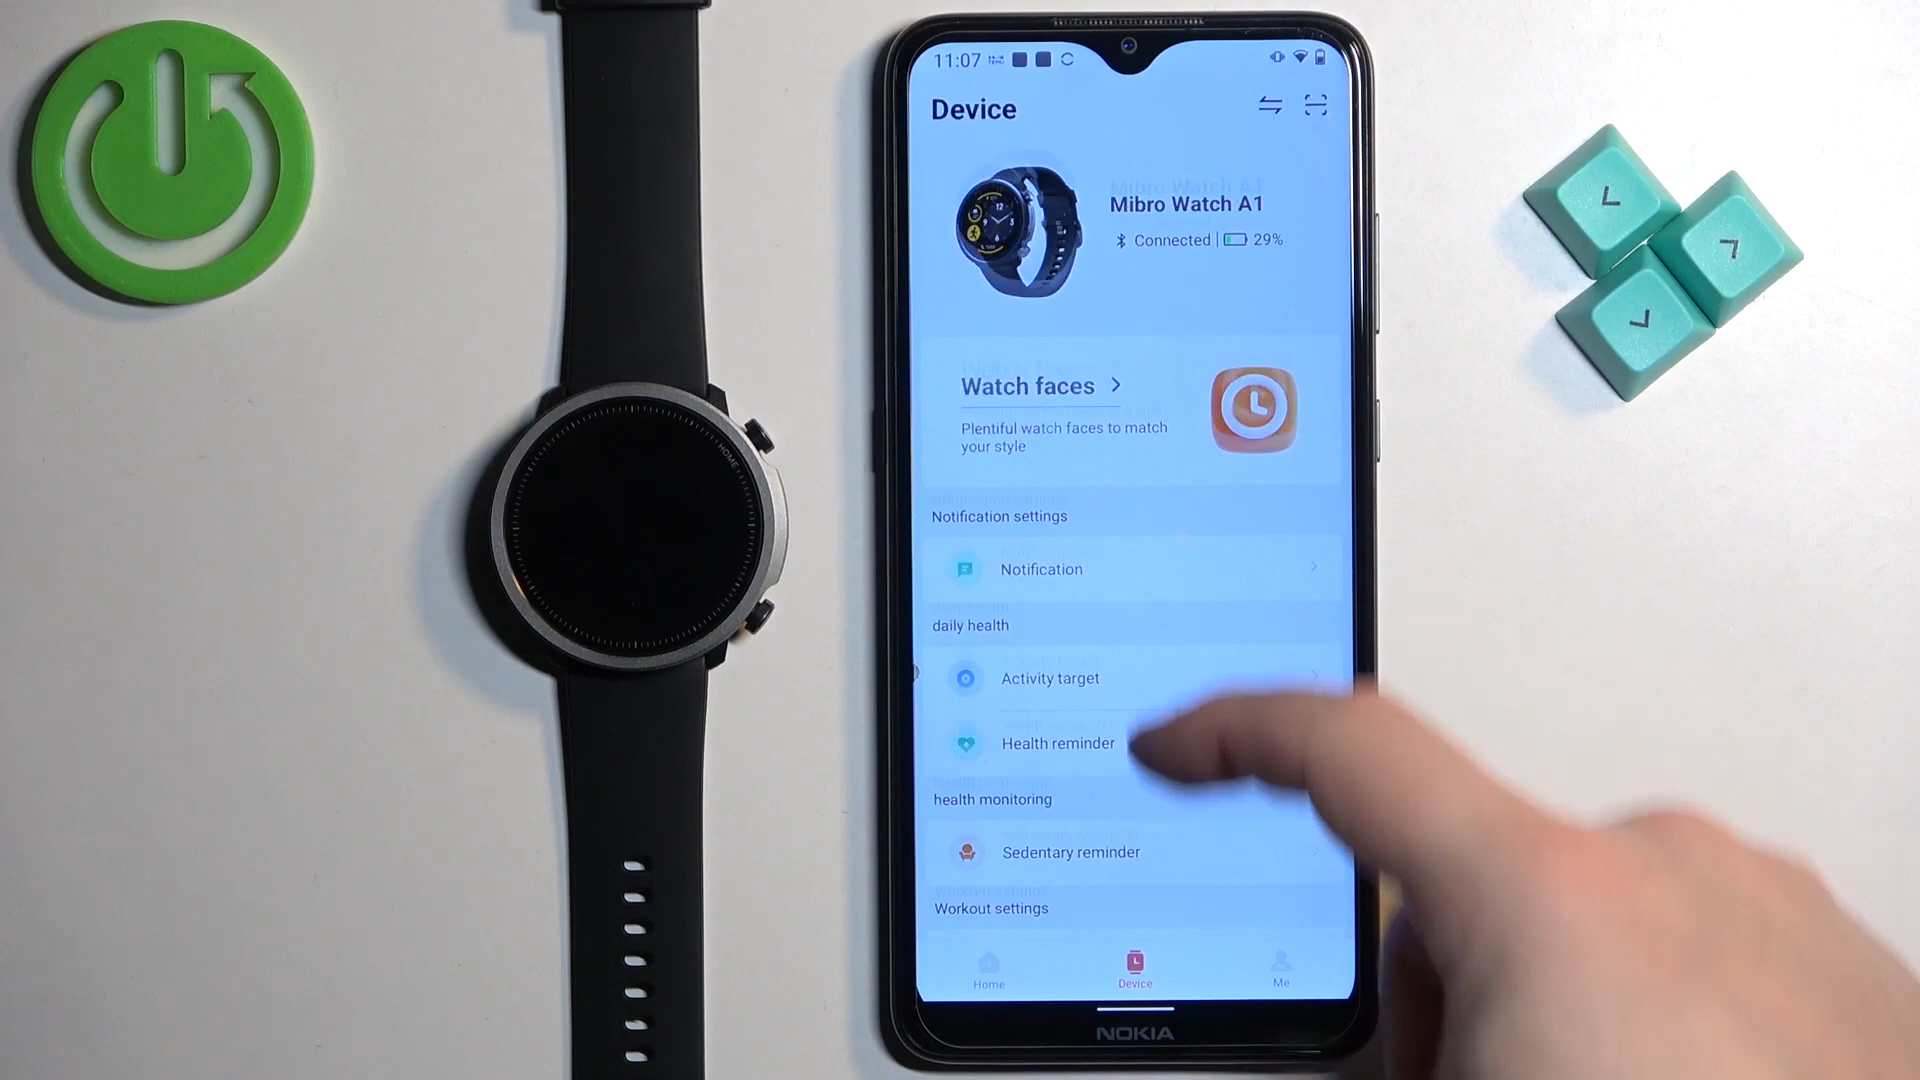 11:07
Device
Mibro Watch A1
Connected | 29%
Watch faces >
Plentiful watch faces to match
your style
Notification settings
Notification
daily health
Activity target
Health reminder
health monitoring
Sedentary reminder
Workout settings
Home
Device
Me
NOKIA
HOME